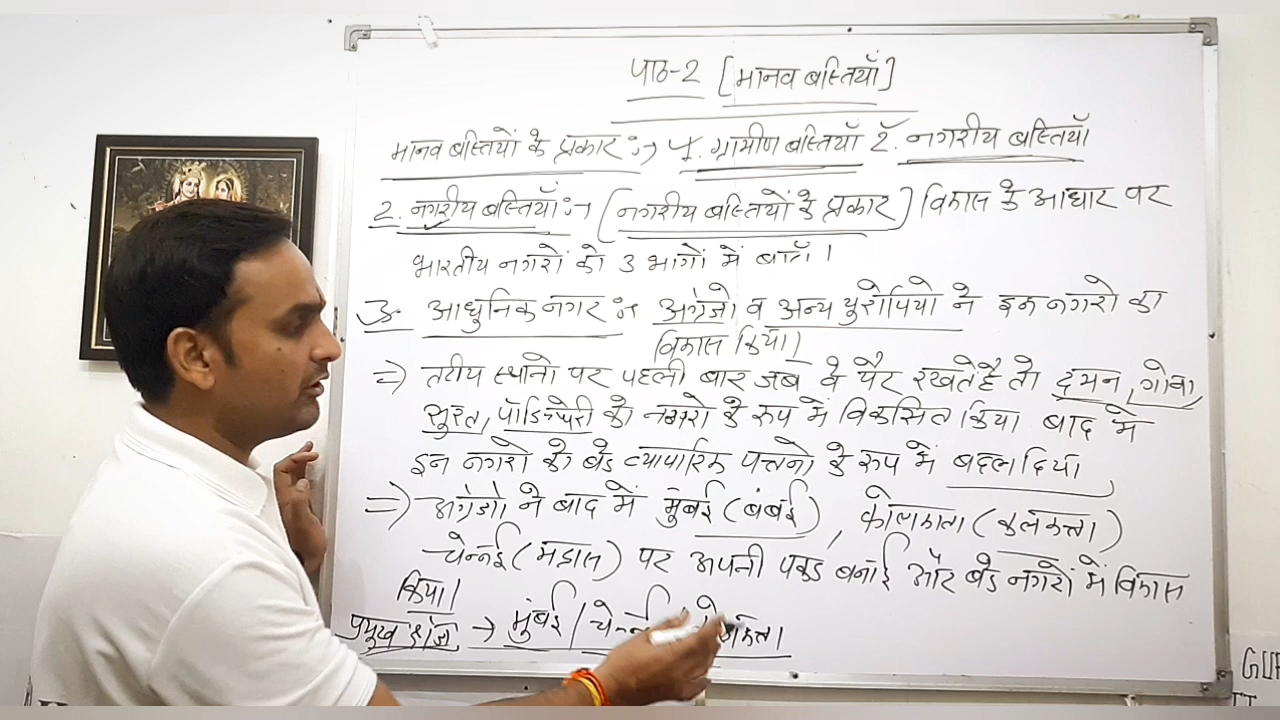 पाठ-2 [मानव बस्तियाँ]
मानव बस्तियों के प्रकार :→ 1. ग्रामीण बस्तियाँ 2. नगरीय बस्तियाँ
2. नगरीय बस्तियाँ :→ [नगरीय बस्तियों के प्रकार] विकास के आधार पर
भारतीय नगरों को 3 भागों में बाटाँ।
3. आधुनिक नगर :→ अंग्रेजो व अन्य युरोपियो ने इन नगरो का
विकास किया।
⇒ तटीय स्थानो पर पहली बार जब वे पैर रखते है तो दमन, गोवा
सुरत, पॉडिच्चेरी को नगरो के रूप में विकसित किया बाद मे
इन नगरो को बडे व्यापारिक पत्तनो के रूप में बदल दिया
⇒ अंग्रेजो ने बाद में मुंबई (बंबई), कोलकाता (कलकत्ता)
चेन्नई (मद्रास) पर अपनी पकड बनाई और बडे नगरों में विकास
किया।
प्रमुख → मुंबई / चेन्नई /